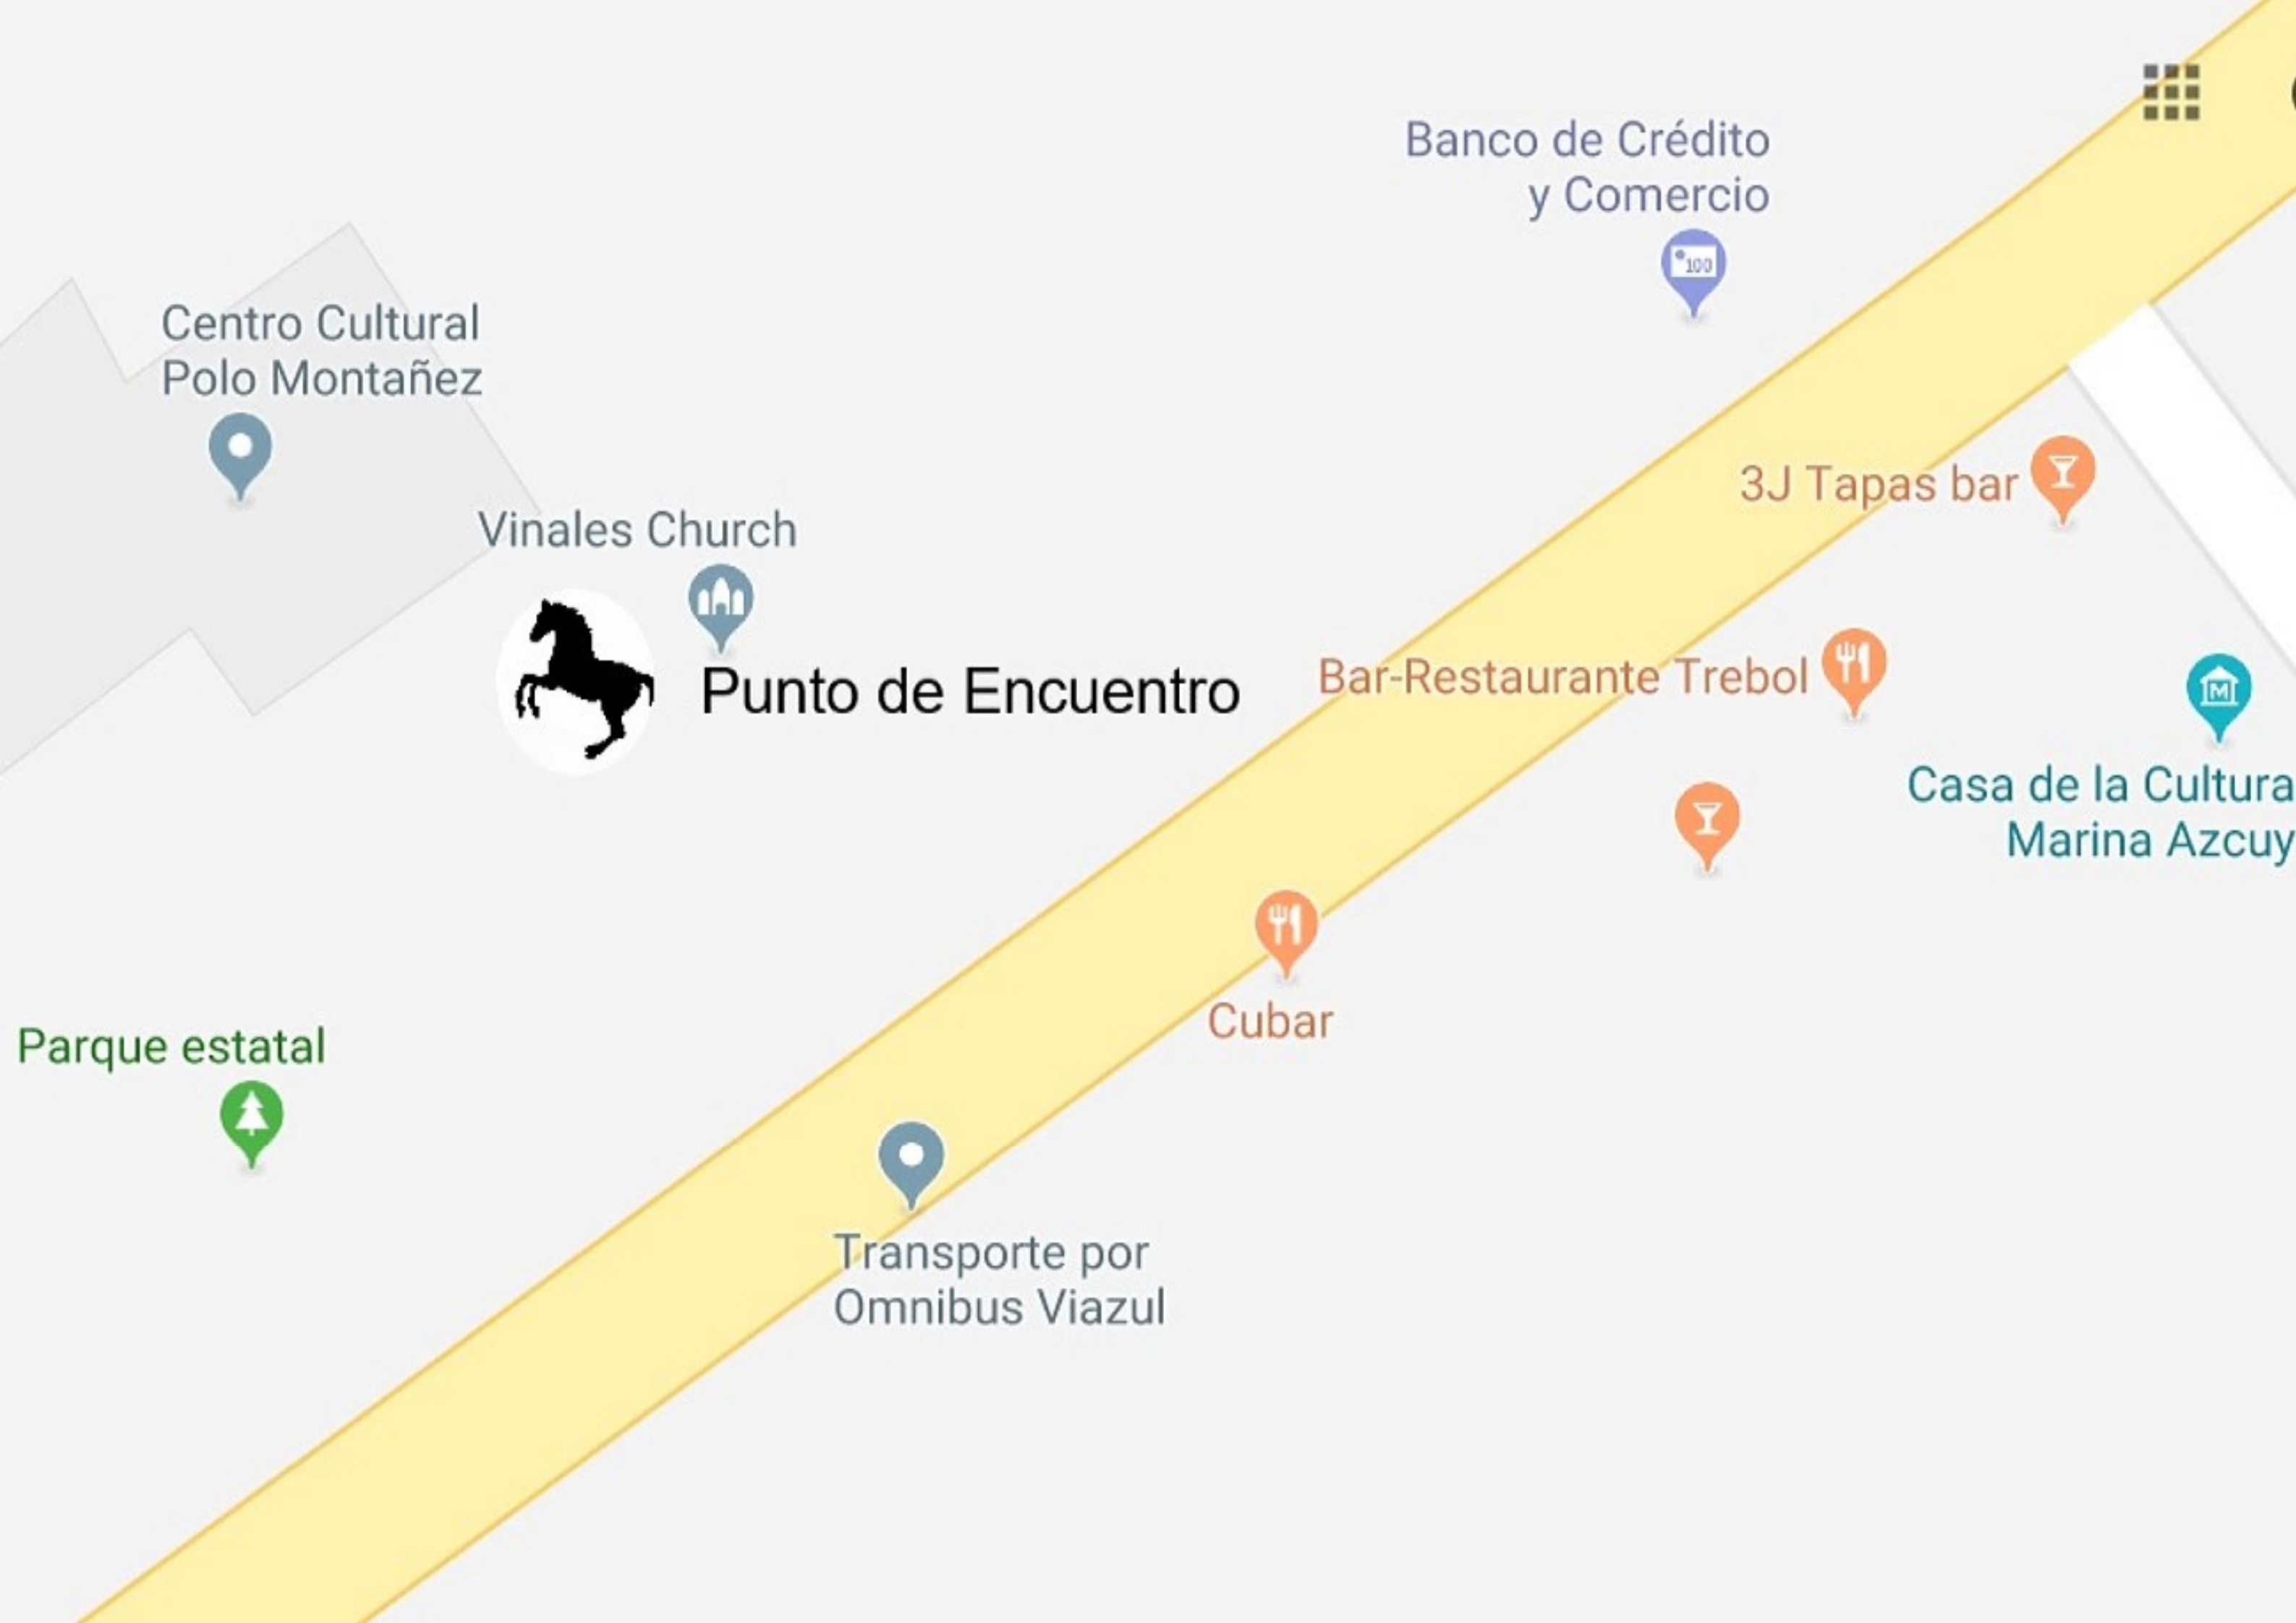 Banco de Crédito
y Comercio
100
Centro Cultural
Polo Montañez
3J Tapas bar
Vinales Church
Punto de Encuentro
Bar-Restaurante Trebol
M
Casa de la Cultura
Marina Azcuy
Cubar
Parque estatal
Transporte por
Omnibus Viazul